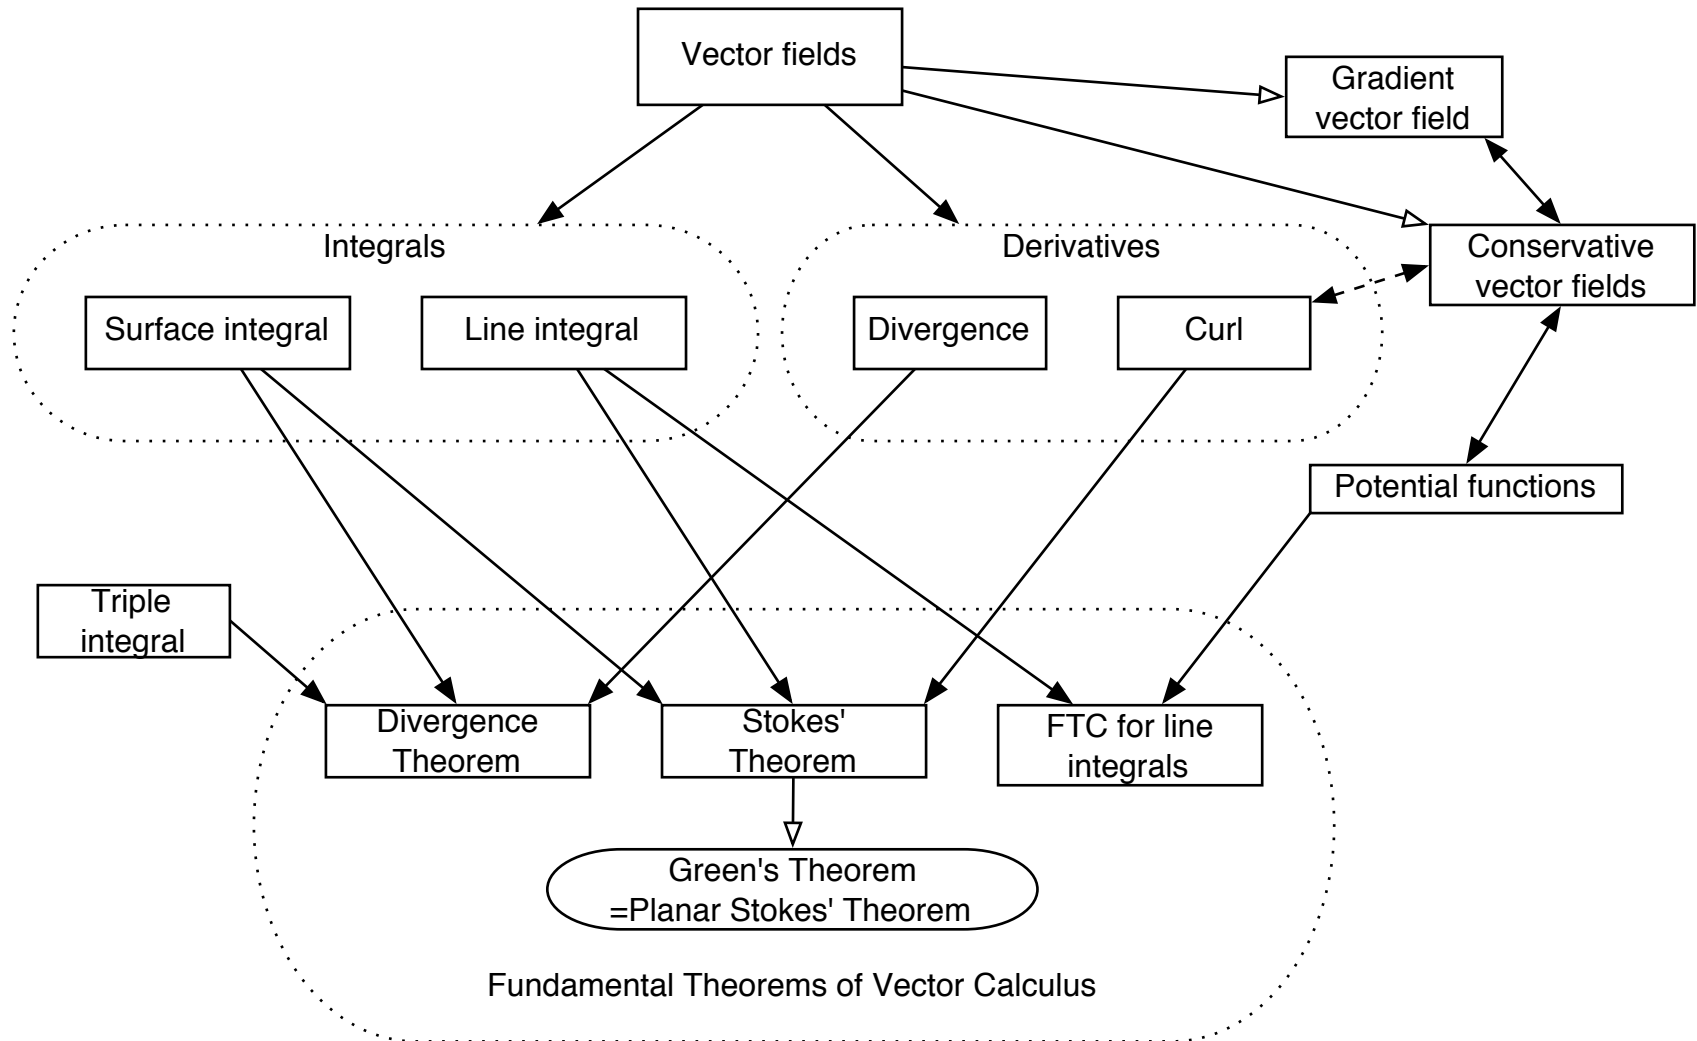 Vector fields
Gradient
vector field
Integrals
Derivatives
Conservative
vector fields
Surface integral
Line integral
Divergence
Curl
Potential functions
Triple
integral
Divergence
Theorem
Stokes'
Theorem
FTC for line
integrals
Green's Theorem
=Planar Stokes' Theorem
Fundamental Theorems of Vector Calculus